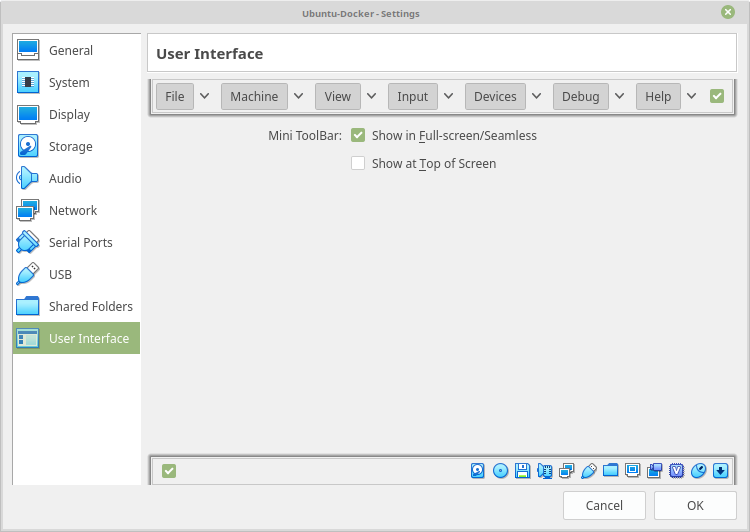 Ubuntu-Docker - Settings
General
System
Display
Storage
Audio
Network
Serial Ports
USB
Shared Folders
User Interface
User Interface
File Machine View Input Devices Debug Help
Mini ToolBar: Show in Full-screen/Seamless
Show at Top of Screen
V
Cancel OK